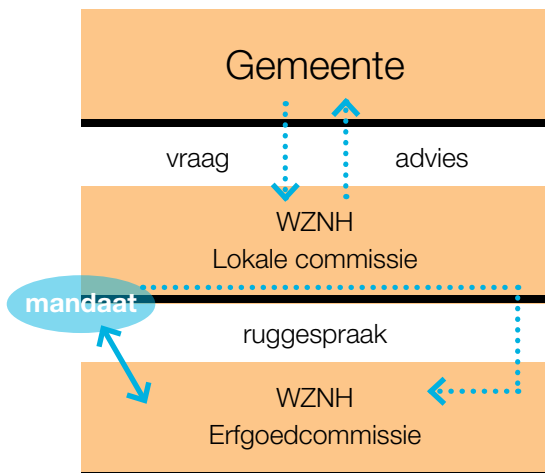 Gemeente
vraag
advies
WZNH
Lokale commissie
mandaat
ruggespraak
WZNH
Erfgoedcommissie